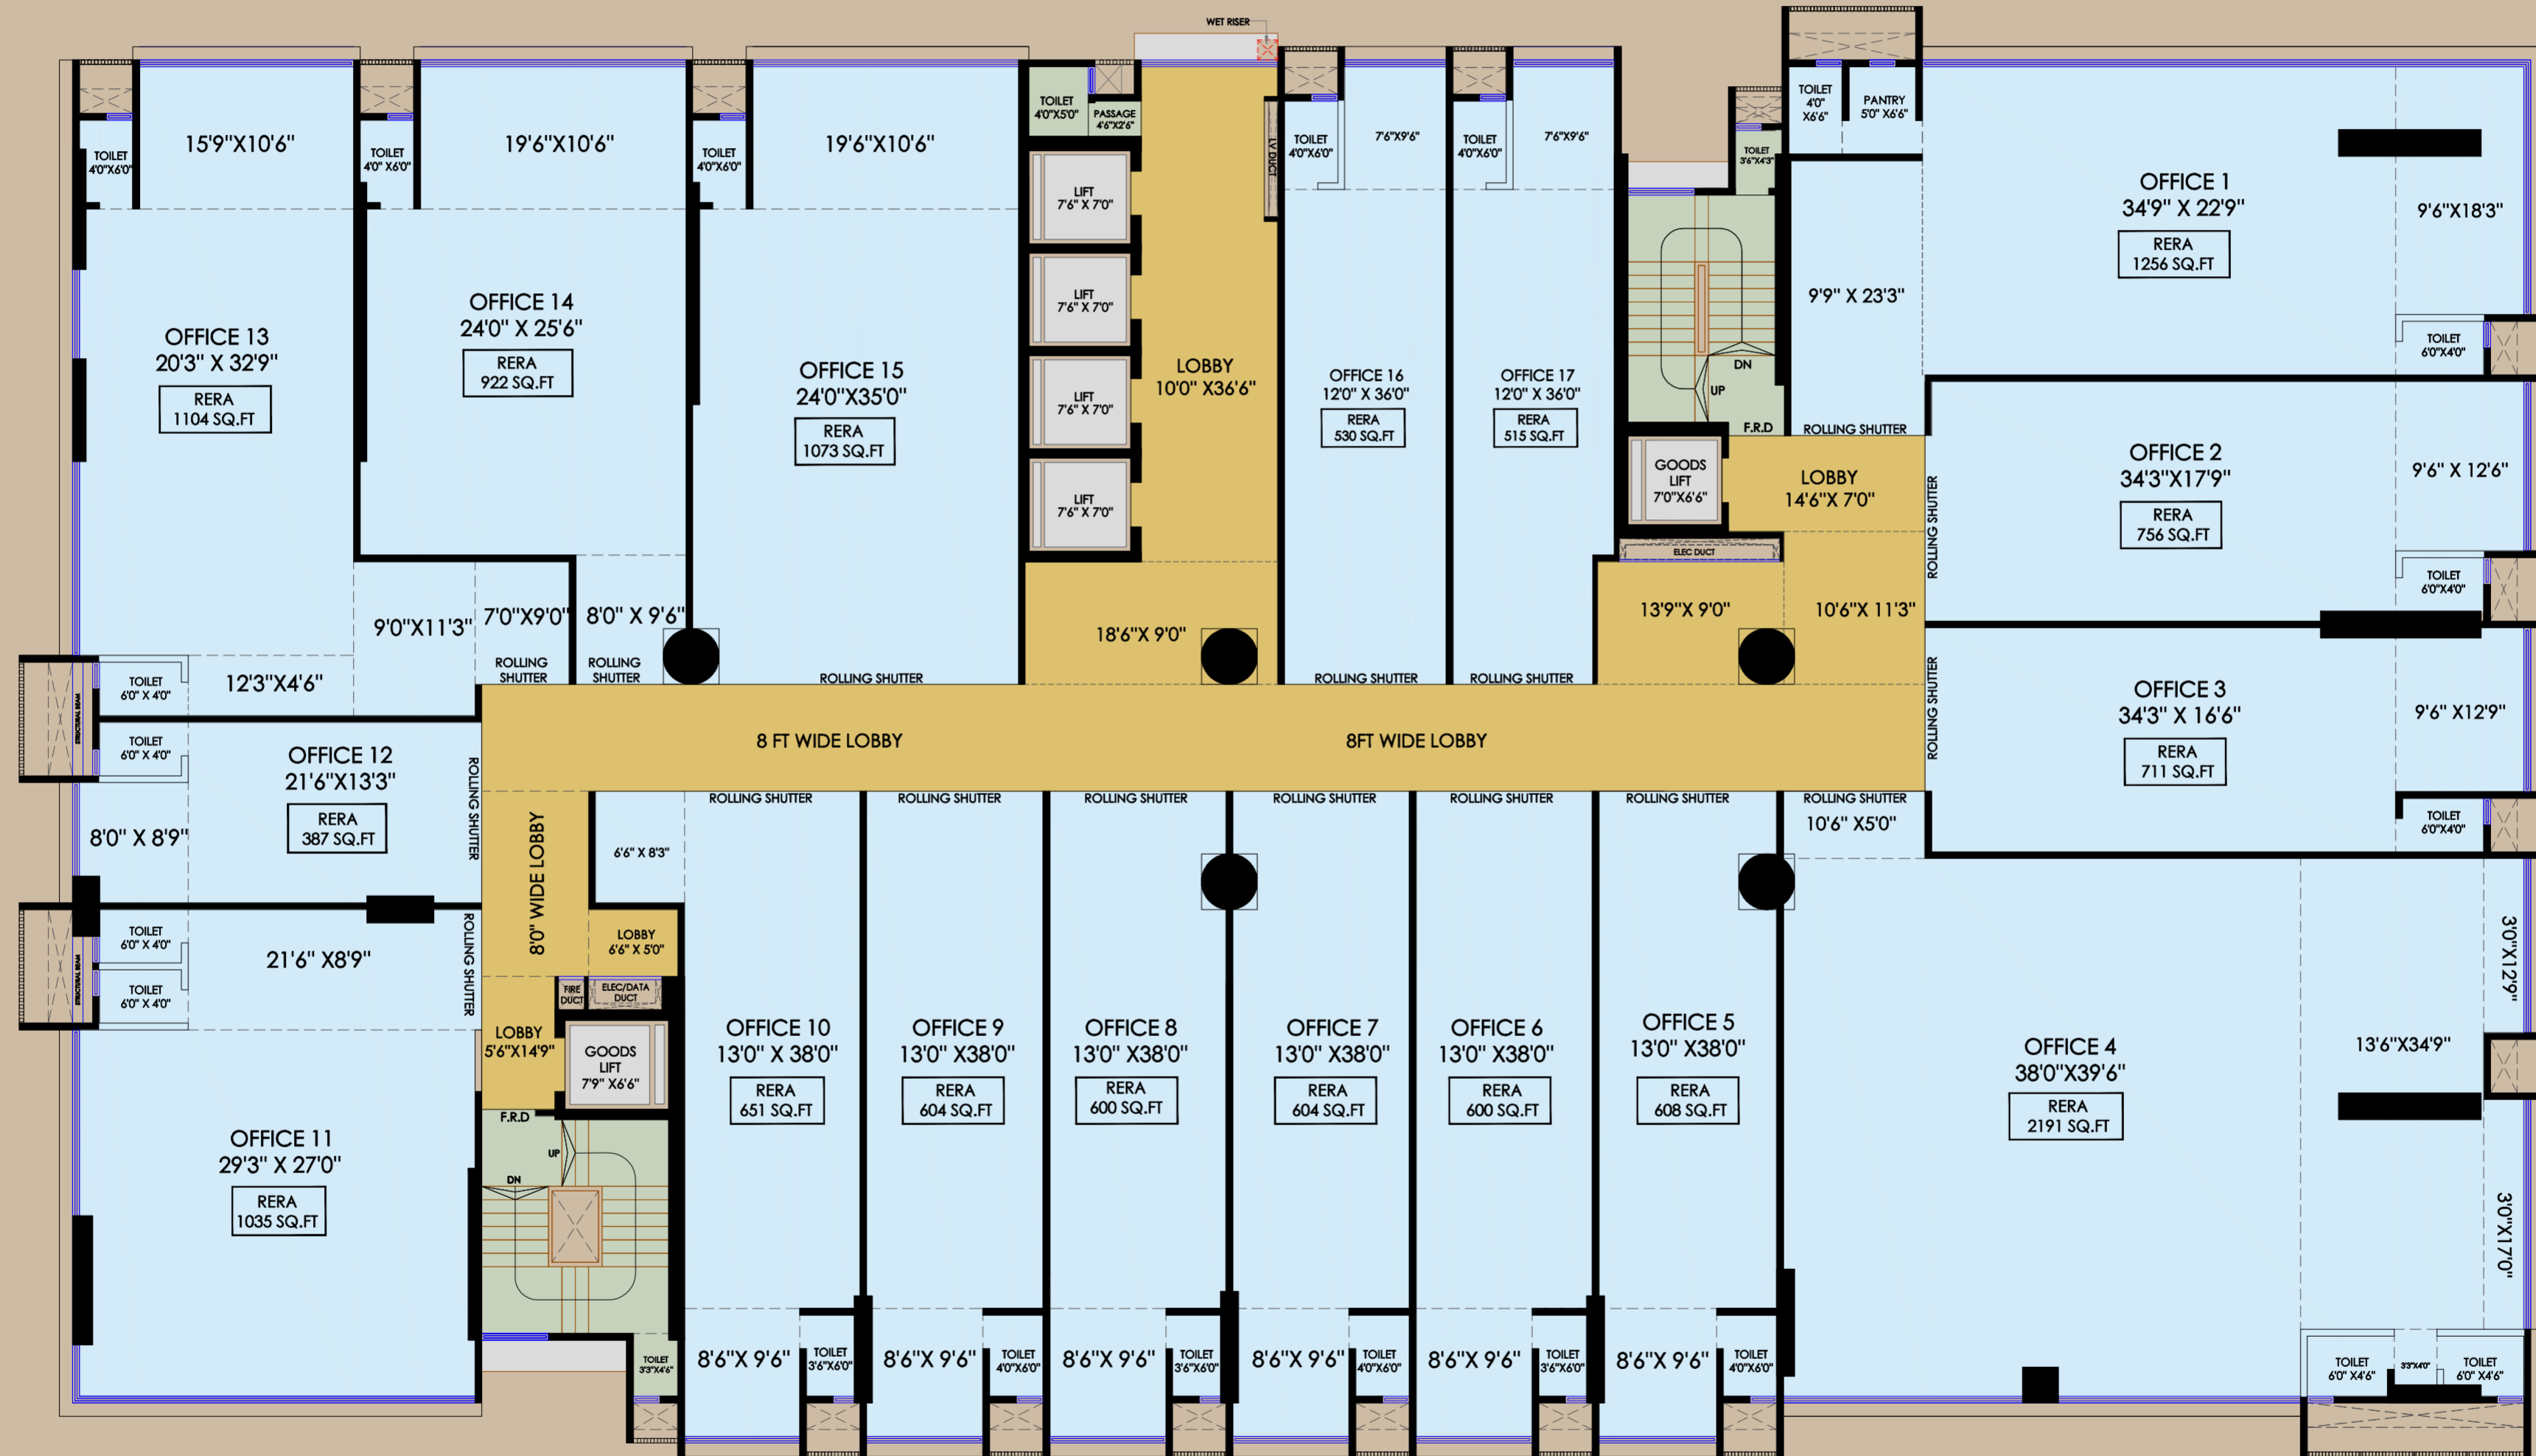 WET RISER
TOILET
4'0"X6'0"
15'9"X10'6"
TOILET
4'0" X6'0"
19'6"X10'6"
TOILET
4'0"X6'0"
19'6"X10'6"
TOILET
4'0"X5'0"
PASSAGE
4'6"X2'6"
LV DUCT
TOILET
4'0"X6'0"
7'6"X9'6"
TOILET
4'0"X6'0"
7'6"X9'6"
TOILET
3'6"X4'3"
TOILET
4'0"
X6'6"
PANTRY
5'0" X6'6"
OFFICE 1
34'9" X 22'9"
RERA
1256 SQ.FT
9'6"X18'3"
TOILET
6'0"X4'0"
9'9" X 23'3"
ROLLING SHUTTER
OFFICE 13
20'3" X 32'9"
RERA
1104 SQ.FT
OFFICE 14
24'0" X 25'6"
RERA
922 SQ.FT
OFFICE 15
24'0"X35'0"
RERA
1073 SQ.FT
LIFT
7'6" X 7'0"
LIFT
7'6" X 7'0"
LIFT
7'6" X 7'0"
LIFT
7'6" X 7'0"
LOBBY
10'0" X36'6"
OFFICE 16
12'0" X 36'0"
RERA
530 SQ.FT
OFFICE 17
12'0" X 36'0"
RERA
515 SQ.FT
DN
UP
F.R.D
GOODS
LIFT
7'0"X6'6"
LOBBY
14'6"X 7'0"
ELEC DUCT
ROLLING SHUTTER
OFFICE 2
34'3"X17'9"
RERA
756 SQ.FT
9'6" X 12'6"
TOILET
6'0"X4'0"
9'0"X11'3"
7'0"X9'0"
8'0" X 9'6"
ROLLING
SHUTTER
ROLLING
SHUTTER
ROLLING SHUTTER
18'6"X 9'0"
ROLLING SHUTTER
ROLLING SHUTTER
13'9"X 9'0"
10'6"X 11'3"
ROLLING SHUTTER
OFFICE 3
34'3" X 16'6"
RERA
711 SQ.FT
9'6" X12'9"
TOILET
6'0"X4'0"
TOILET
6'0" X 4'0"
12'3"X4'6"
STRUCTURAL BEAM
TOILET
6'0" X 4'0"
OFFICE 12
21'6"X13'3"
RERA
387 SQ.FT
8'0" X 8'9"
ROLLING SHUTTER
8 FT WIDE LOBBY
8FT WIDE LOBBY
8'0" WIDE LOBBY
6'6" X 8'3"
ROLLING SHUTTER
ROLLING SHUTTER
ROLLING SHUTTER
ROLLING SHUTTER
ROLLING SHUTTER
ROLLING SHUTTER
ROLLING SHUTTER
10'6" X5'0"
TOILET
6'0" X 4'0"
TOILET
6'0" X 4'0"
STRUCTURAL BEAM
21'6" X8'9"
ROLLING SHUTTER
LOBBY
6'6" X 5'0"
FIRE
DUCT
ELEC/DATA
DUCT
LOBBY
5'6"X14'9"
GOODS
LIFT
7'9" X6'6"
F.R.D
UP
DN
OFFICE 11
29'3" X 27'0"
RERA
1035 SQ.FT
OFFICE 10
13'0" X 38'0"
RERA
651 SQ.FT
OFFICE 9
13'0" X38'0"
RERA
604 SQ.FT
OFFICE 8
13'0" X38'0"
RERA
600 SQ.FT
OFFICE 7
13'0" X38'0"
RERA
604 SQ.FT
OFFICE 6
13'0" X38'0"
RERA
600 SQ.FT
OFFICE 5
13'0" X38'0"
RERA
608 SQ.FT
OFFICE 4
38'0"X39'6"
RERA
2191 SQ.FT
13'6"X34'9"
3'0"X12'9"
3'0"X17'0"
TOILET
3'3"X4'6"
8'6"X 9'6"
TOILET
3'6"X6'0"
8'6"X 9'6"
TOILET
4'0"X6'0"
8'6"X 9'6"
TOILET
3'6"X6'0"
8'6"X 9'6"
TOILET
4'0"X6'0"
8'6"X 9'6"
TOILET
3'6"X6'0"
8'6"X 9'6"
TOILET
4'0"X6'0"
TOILET
6'0" X4'6"
3'3"X4'0"
TOILET
6'0" X4'6"